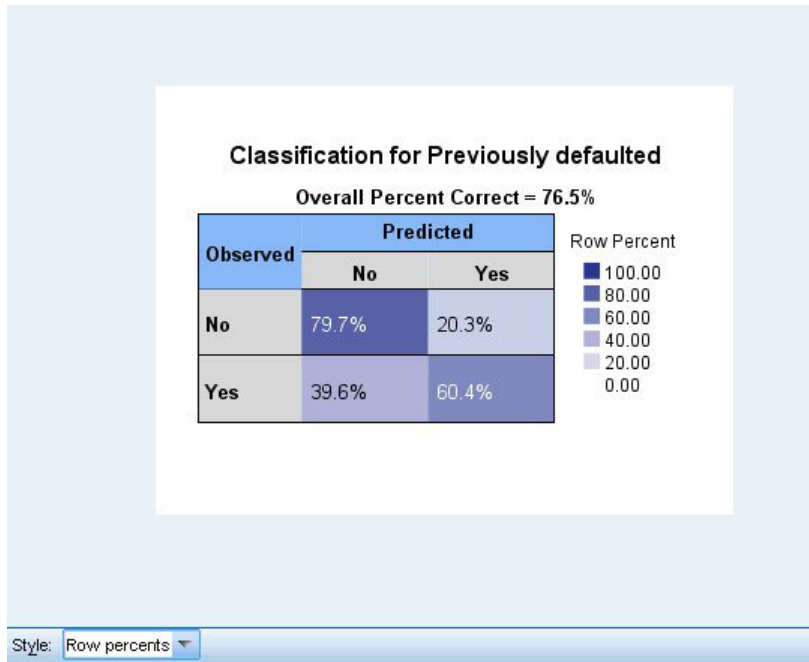 Classification for Previously defaulted
Overall Percent Correct = 76.5%
Observed
Predicted
No Yes
No 79.7% 20.3%
Yes 39.6% 60.4%
Row Percent
100.00
80.00
60.00
40.00
20.00
0.00
Style: Row percents